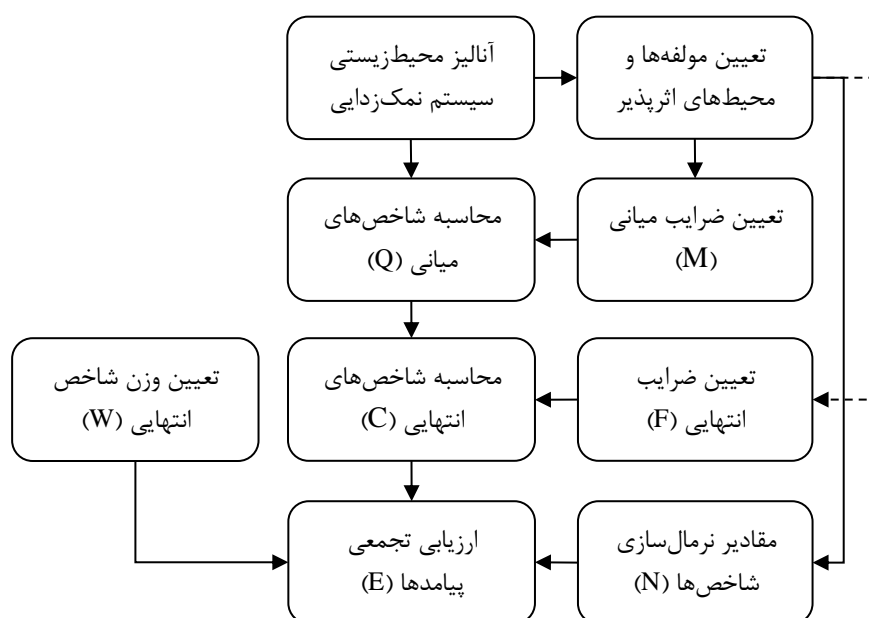 آنالیز محیط‌زیستی
سیستم نمک‌زدایی
تعیین مولفه‌ها و
محیط‌های اثرپذیر
محاسبه شاخص‌های
میانی (Q)
تعیین ضرایب میانی
(M)
تعیین وزن شاخص
انتهایی (W)
محاسبه شاخص‌های
انتهایی (C)
تعیین ضرایب
انتهایی (F)
ارزیابی تجمعی
پیامدها (E)
مقادیر نرمال‌سازی
شاخص‌ها (N)